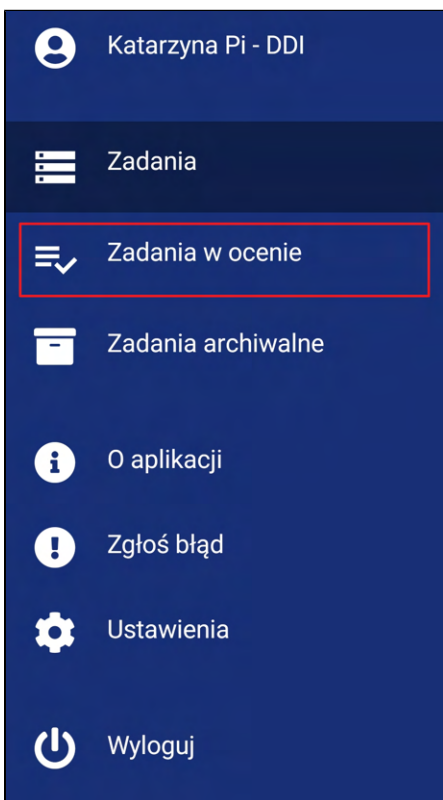 Katarzyna Pi - DDI
Zadania
Zadania w ocenie
Zadania archiwalne
O aplikacji
Zgłoś błąd
Ustawienia
Wyloguj